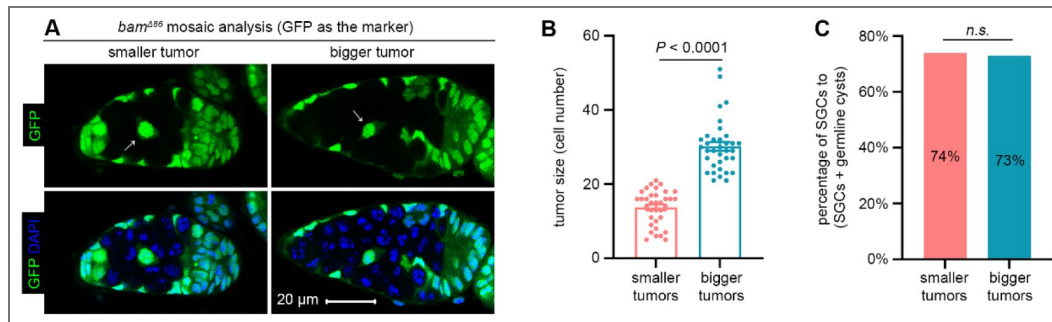 A
bam^Δ86 mosaic analysis (GFP as the marker)
smaller tumor
bigger tumor
GFP
GFP DAPI
20 μm
B
tumor size (cell number)
60
40
20
0
P < 0.0001
smaller
tumors
bigger
tumors
C
percentage of SGCs to
(SGCs + germline cysts)
80%
60%
40%
20%
0%
n.s.
74%
73%
smaller
tumors
bigger
tumors